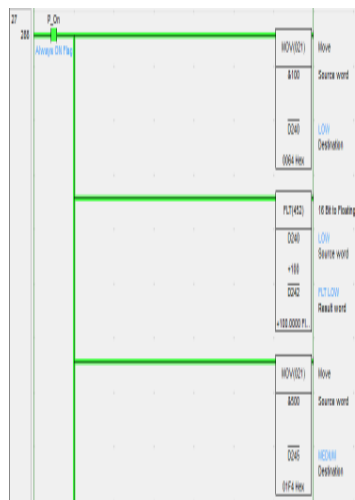 27
288
P_On
Always ON Flag
MOV(021)
Move
&100
Source word
D240
LOW
Destination
0064 Hex
FLT(452)
16 Bit to Floating
D240
LOW
Source word
+100
D242
FLT LOW
Result word
+100.0000 Fl...
MOV(021)
Move
&500
Source word
D245
MEDIUM
Destination
01F4 Hex